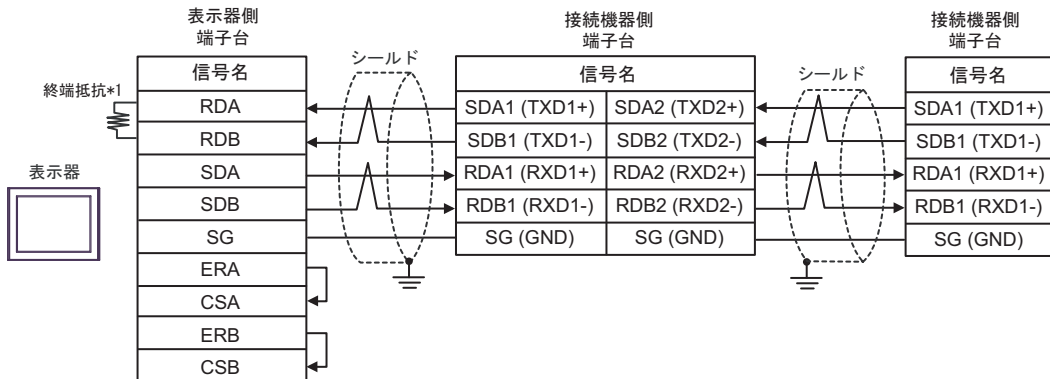 表示器側
端子台
接続機器側
端子台
接続機器側
端子台
シールド
シールド
終端抵抗*1
表示器
信号名
RDA
RDB
SDA
SDB
SG
ERA
CSA
ERB
CSB
信号名
SDA1 (TXD1+) SDA2 (TXD2+)
SDB1 (TXD1-) SDB2 (TXD2-)
RDA1 (RXD1+) RDA2 (RXD2+)
RDB1 (RXD1-) RDB2 (RXD2-)
SG (GND) SG (GND)
信号名
SDA1 (TXD1+)
SDB1 (TXD1-)
RDA1 (RXD1+)
RDB1 (RXD1-)
SG (GND)